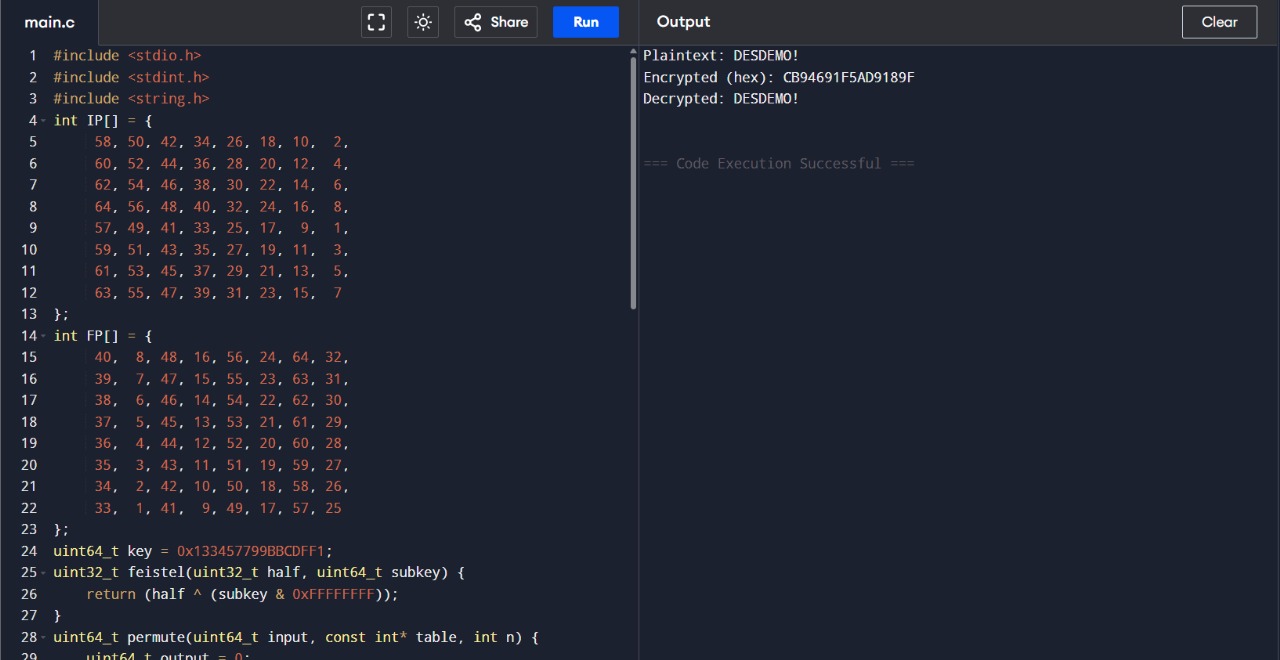 main.c
Share
Run
Output
Clear
1 #include <stdio.h>
2 #include <stdint.h>
3 #include <string.h>
4 int IP[] = {
5 58, 50, 42, 34, 26, 18, 10, 2,
6 60, 52, 44, 36, 28, 20, 12, 4,
7 62, 54, 46, 38, 30, 22, 14, 6,
8 64, 56, 48, 40, 32, 24, 16, 8,
9 57, 49, 41, 33, 25, 17, 9, 1,
10 59, 51, 43, 35, 27, 19, 11, 3,
11 61, 53, 45, 37, 29, 21, 13, 5,
12 63, 55, 47, 39, 31, 23, 15, 7
13 };
14 int FP[] = {
15 40, 8, 48, 16, 56, 24, 64, 32,
16 39, 7, 47, 15, 55, 23, 63, 31,
17 38, 6, 46, 14, 54, 22, 62, 30,
18 37, 5, 45, 13, 53, 21, 61, 29,
19 36, 4, 44, 12, 52, 20, 60, 28,
20 35, 3, 43, 11, 51, 19, 59, 27,
21 34, 2, 42, 10, 50, 18, 58, 26,
22 33, 1, 41, 9, 49, 17, 57, 25
23 };
24 uint64_t key = 0x133457799BBCDFF1;
25 uint32_t feistel(uint32_t half, uint64_t subkey) {
26 return (half ^ (subkey & 0xFFFFFFFF));
27 }
28 uint64_t permute(uint64_t input, const int* table, int n) {
29 uint64_t output = 0;
Plaintext: DESDEMO!
Encrypted (hex): CB94691F5AD9189F
Decrypted: DESDEMO!
=== Code Execution Successful ===